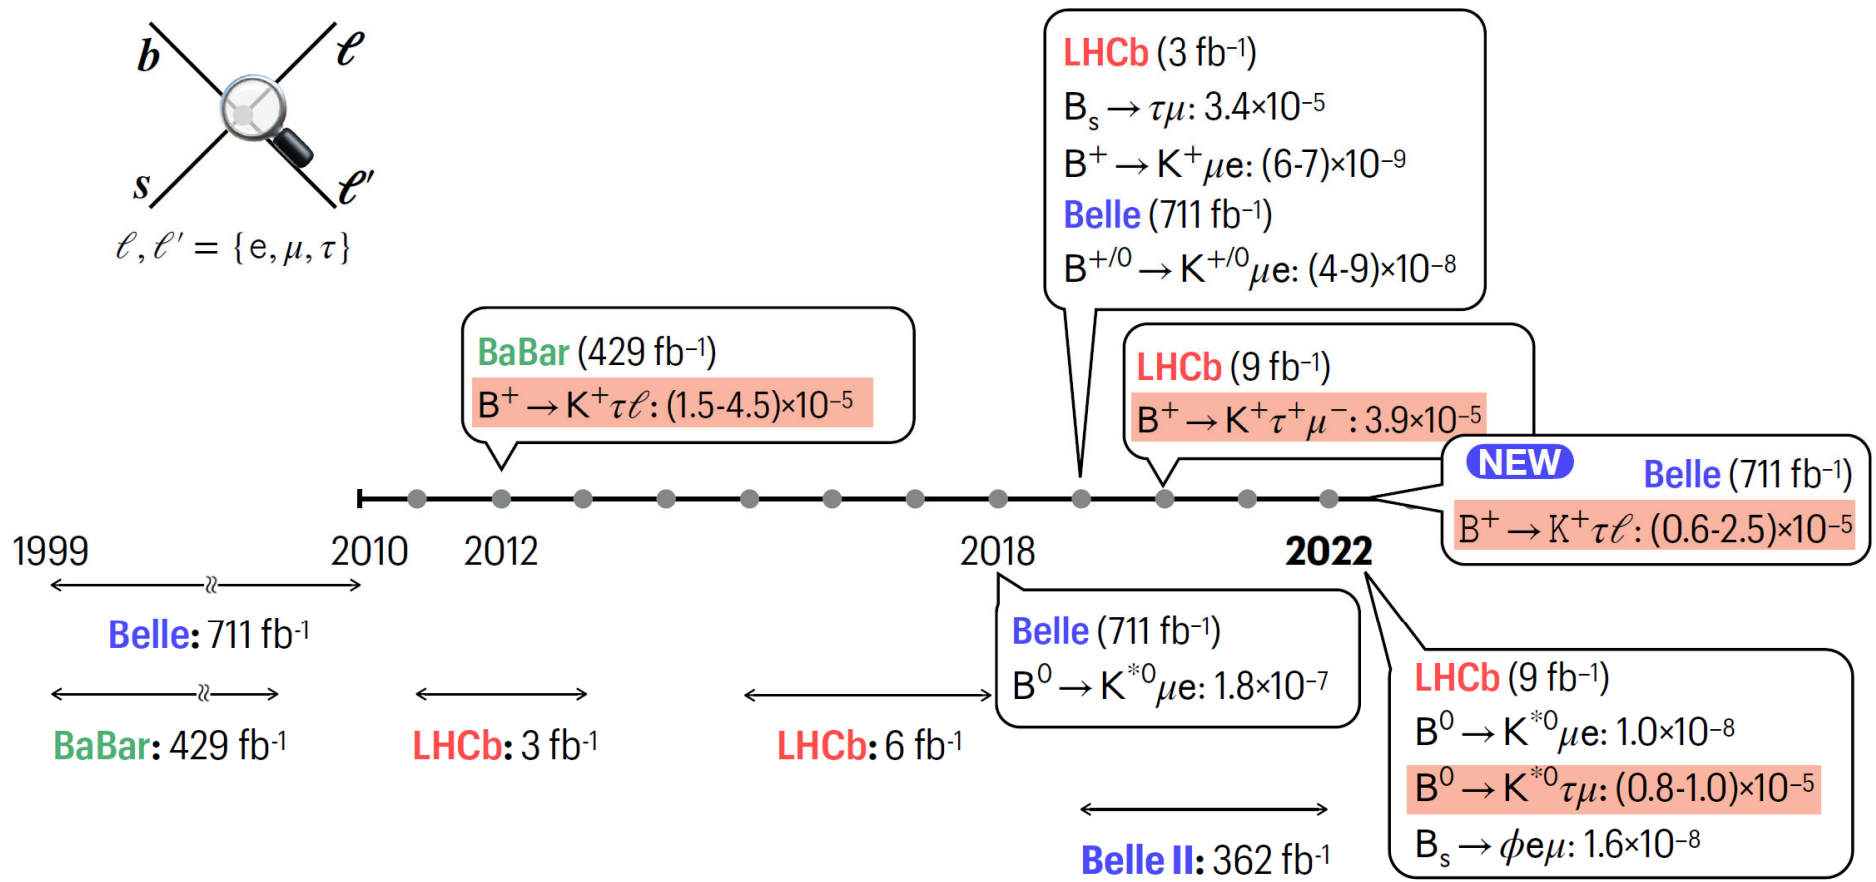 b
ℓ
s
ℓ′
ℓ, ℓ′ = {e, μ, τ}
LHCb (3 fb⁻¹)
Bₛ → τμ: 3.4×10⁻⁵
B⁺ → K⁺μe: (6-7)×10⁻⁹
Belle (711 fb⁻¹)
B⁺ᐟ⁰ → K⁺ᐟ⁰μe: (4-9)×10⁻⁸
BaBar (429 fb⁻¹)
B⁺ → K⁺τℓ: (1.5-4.5)×10⁻⁵
LHCb (9 fb⁻¹)
B⁺ → K⁺τ⁺μ⁻: 3.9×10⁻⁵
NEW
Belle (711 fb⁻¹)
B⁺ → K⁺τℓ: (0.6-2.5)×10⁻⁵
1999
2010
2012
2018
2022
Belle: 711 fb⁻¹
BaBar: 429 fb⁻¹
LHCb: 3 fb⁻¹
LHCb: 6 fb⁻¹
Belle II: 362 fb⁻¹
Belle (711 fb⁻¹)
B⁰ → K*⁰μe: 1.8×10⁻⁷
LHCb (9 fb⁻¹)
B⁰ → K*⁰μe: 1.0×10⁻⁸
B⁰ → K*⁰τμ: (0.8-1.0)×10⁻⁵
Bₛ → ϕeμ: 1.6×10⁻⁸